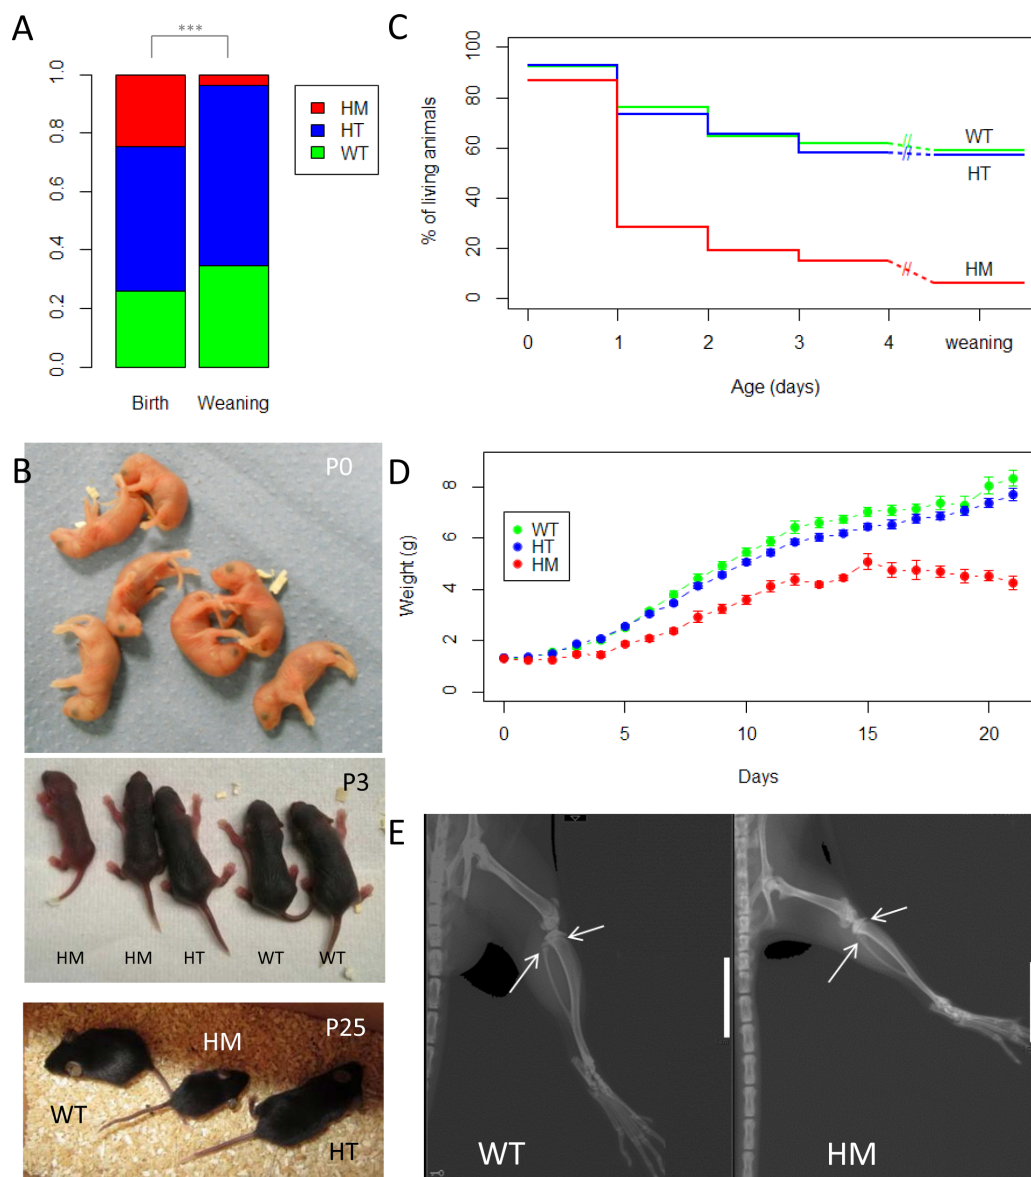 A
***
1.0
0.8
0.6
0.4
0.2
0.0
HM
HT
WT
Birth Weaning
C
100
80
60
40
20
0
% of living animals
WT
HT
HM
0 1 2 3 4 weaning
Age (days)
B
P0
P3
HM HM HT WT WT
P25
HM
WT
HT
D
8
6
4
2
0
Weight (g)
WT
HT
HM
0 5 10 15 20
Days
E
WT
HM